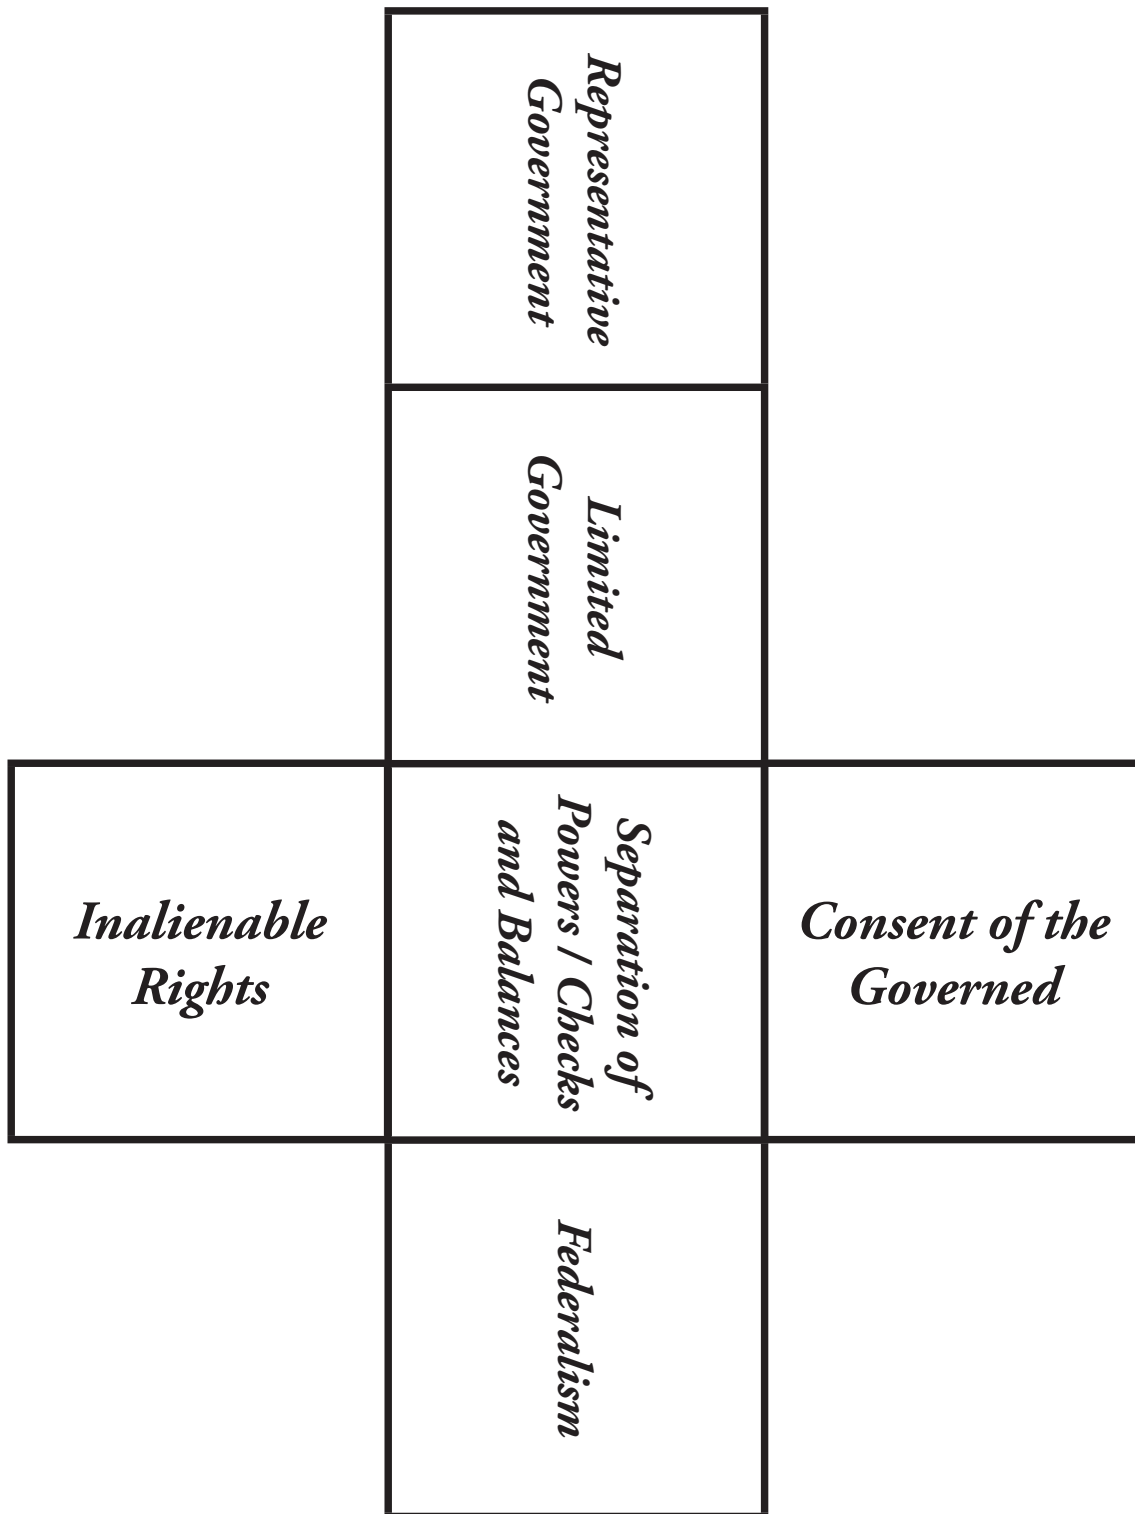 Representative
Government
Limited
Government
Inalienable
Rights
Separation of
Powers / Checks
and Balances
Consent of the
Governed
Federalism